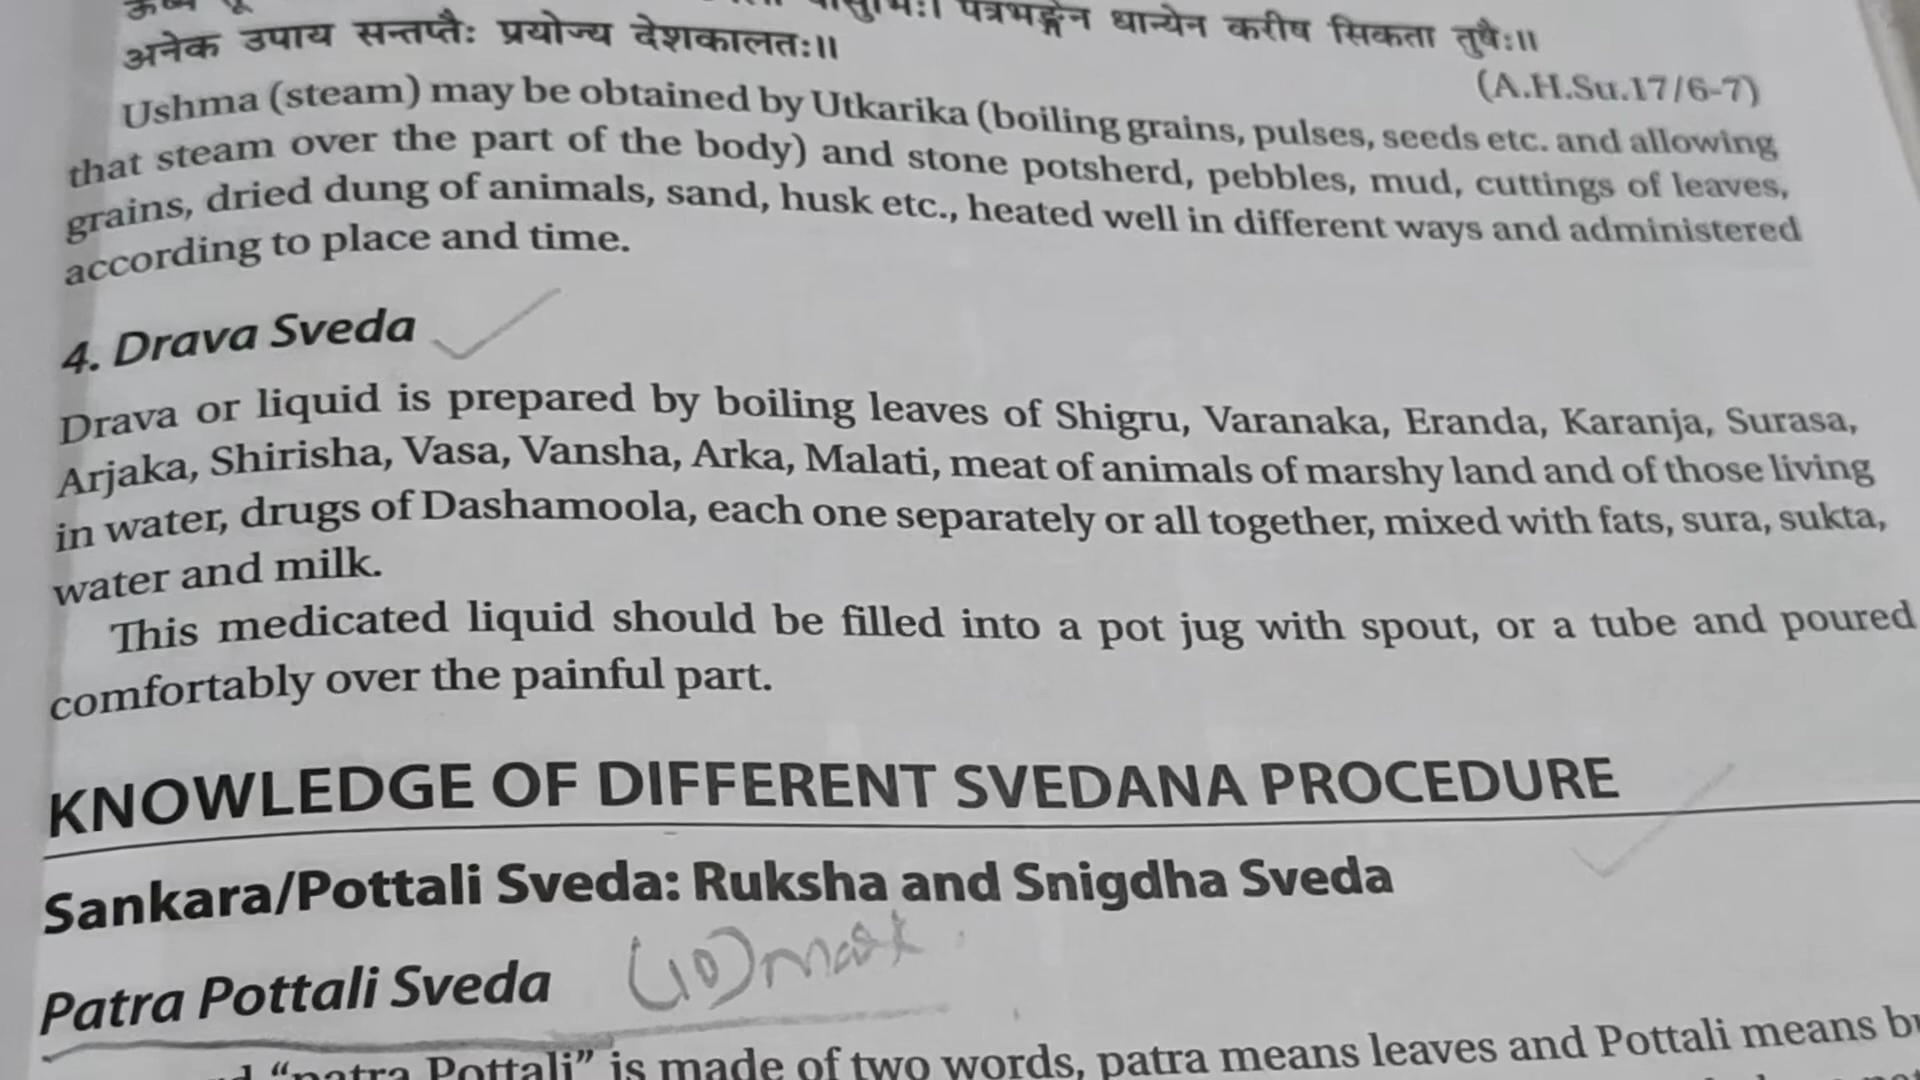 पत्रभङ्गेन धान्येन करीष सिकता तुषैः॥
अनेक उपाय सन्तप्तैः प्रयोज्य देशकालतः॥
(A.H.Su.17/6-7)
Ushma (steam) may be obtained by Utkarika (boiling grains, pulses, seeds etc. and allowing
that steam over the part of the body) and stone potsherd, pebbles, mud, cuttings of leaves,
grains, dried dung of animals, sand, husk etc., heated well in different ways and administered
according to place and time.
4. Drava Sveda
Drava or liquid is prepared by boiling leaves of Shigru, Varanaka, Eranda, Karanja, Surasa,
Arjaka, Shirisha, Vasa, Vansha, Arka, Malati, meat of animals of marshy land and of those living
in water, drugs of Dashamoola, each one separately or all together, mixed with fats, sura, sukta,
water and milk.
This medicated liquid should be filled into a pot jug with spout, or a tube and poured
comfortably over the painful part.
KNOWLEDGE OF DIFFERENT SVEDANA PROCEDURE
Sankara/Pottali Sveda: Ruksha and Snigdha Sveda
Patra Pottali Sveda (10) mark
"patra Pottali" is made of two words, patra means leaves and Pottali means